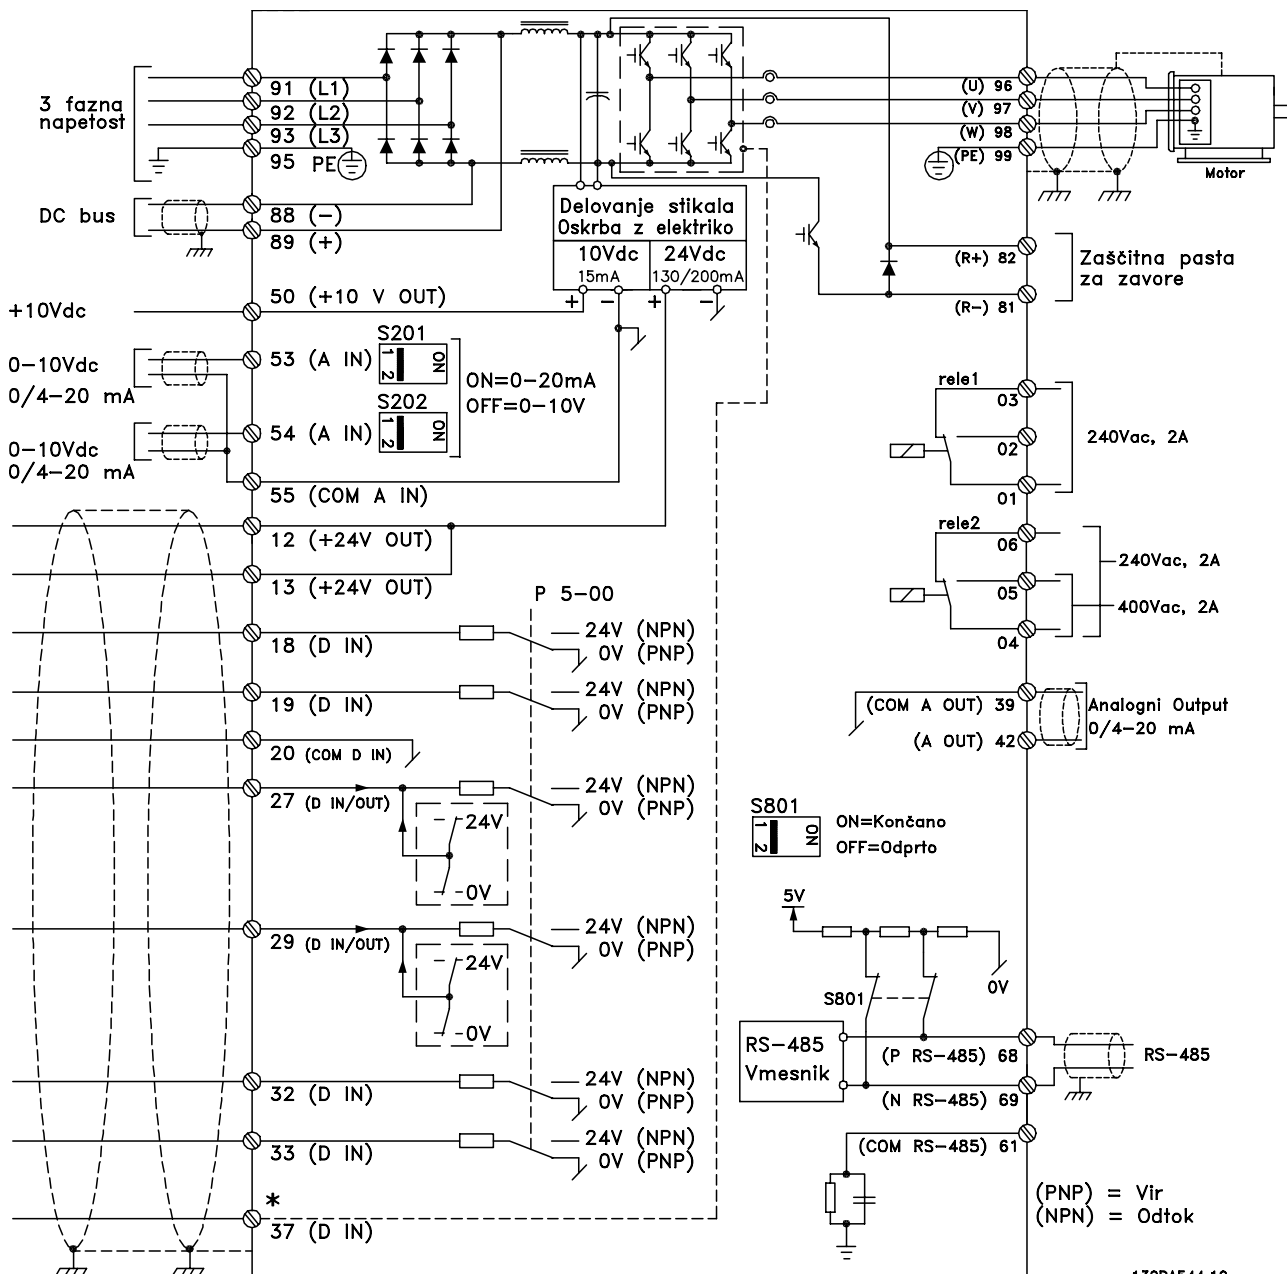 3 fazna
napetost
91 (L1)
92 (L2)
93 (L3)
95 PE
DC bus
88 (−)
89 (+)
+10Vdc
50 (+10 V OUT)
0−10Vdc
0/4−20 mA
53 (A IN)
S201
1
2
ON
ON=0−20mA
OFF=0−10V
0−10Vdc
0/4−20 mA
54 (A IN)
S202
1
2
ON
55 (COM A IN)
12 (+24V OUT)
13 (+24V OUT)
P 5−00
18 (D IN)
24V (NPN)
0V (PNP)
19 (D IN)
24V (NPN)
0V (PNP)
20 (COM D IN)
27 (D IN/OUT)
24V (NPN)
0V (PNP)
24V
0V
29 (D IN/OUT)
24V (NPN)
0V (PNP)
24V
0V
32 (D IN)
24V (NPN)
0V (PNP)
33 (D IN)
24V (NPN)
0V (PNP)
*
37 (D IN)
Delovanje stikala
Oskrba z elektriko
10Vdc
15mA
24Vdc
130/200mA
+ − + −
(U) 96
(V) 97
(W) 98
(PE) 99
Motor
(R+) 82
(R−) 81
Zaščitna pasta
za zavore
rele1
03
02
01
240Vac, 2A
rele2
06
05
04
240Vac, 2A
400Vac, 2A
(COM A OUT) 39
(A OUT) 42
Analogni Output
0/4−20 mA
S801
1
2
ON
ON=Končano
OFF=Odprto
5V
0V
S801
RS−485
Vmesnik
(P RS−485) 68
(N RS−485) 69
(COM RS−485) 61
RS−485
(PNP) = Vir
(NPN) = Odtok